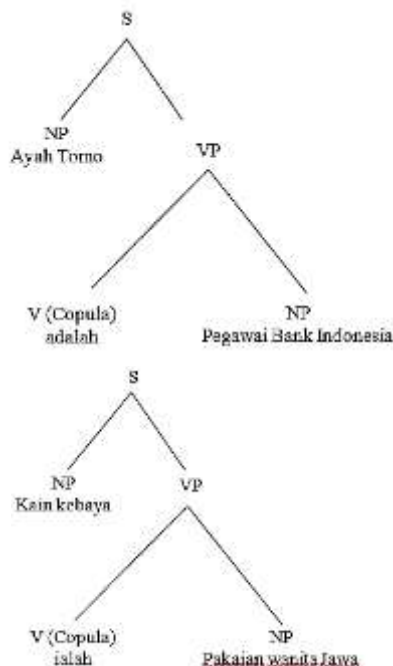 S
NP
Ayah Tomo
VP
V (Copula)
adalah
NP
Pegawai Bank Indonesia
S
NP
Kain kebaya
VP
V (Copula)
ialah
NP
Pakaian wanita Jawa